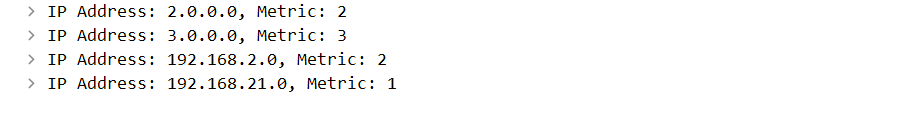 > IP Address: 2.0.0.0, Metric: 2
> IP Address: 3.0.0.0, Metric: 3
> IP Address: 192.168.2.0, Metric: 2
> IP Address: 192.168.21.0, Metric: 1